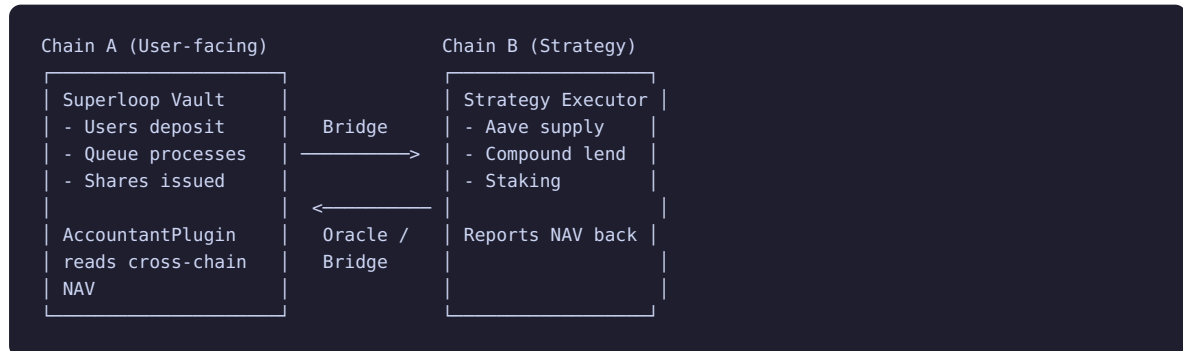 Chain A (User-facing) Chain B (Strategy)
Superloop Vault Strategy Executor
- Users deposit Bridge - Aave supply
- Queue processes ──────────> - Compound lend
- Shares issued - Staking
<──────────
AccountantPlugin Oracle / Reports NAV back
reads cross-chain Bridge
NAV